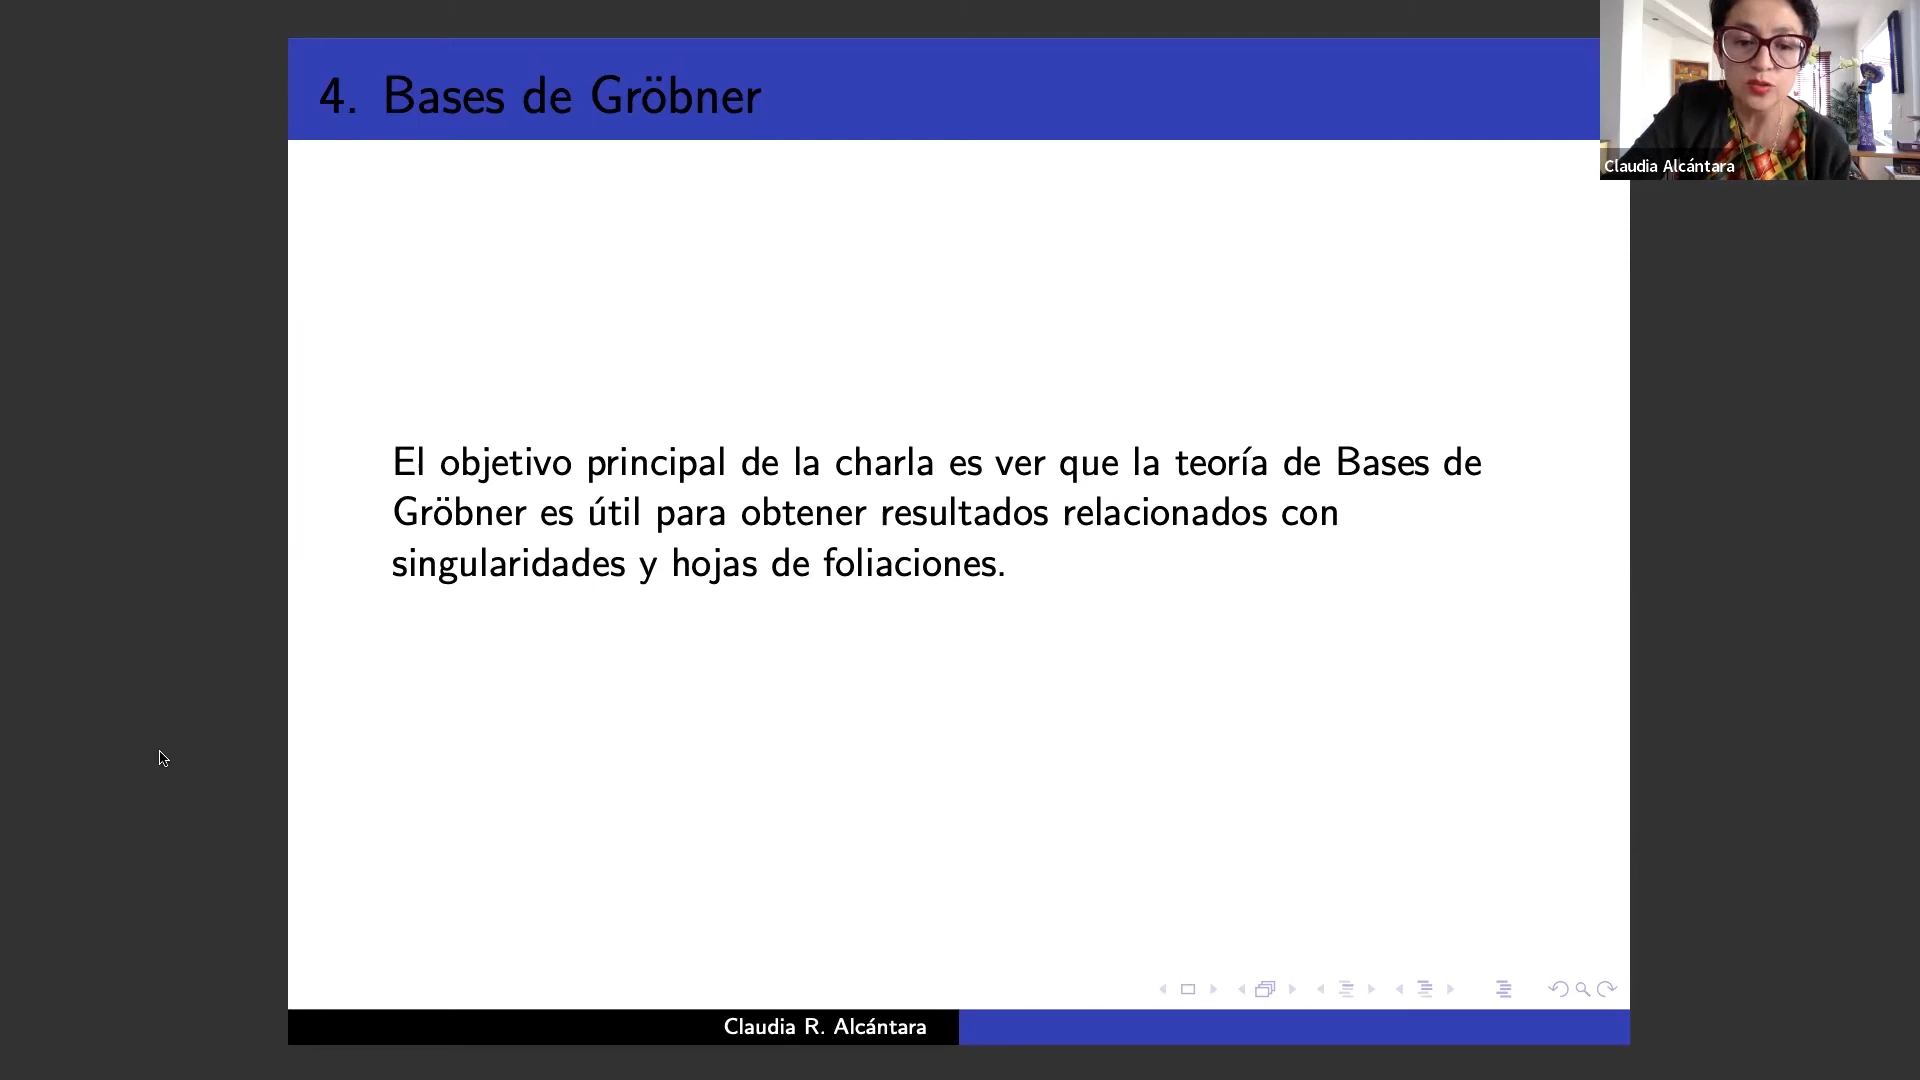 4. Bases de Gröbner
Claudia Alcántara
El objetivo principal de la charla es ver que la teoría de Bases de
Gröbner es útil para obtener resultados relacionados con
singularidades y hojas de foliaciones.
Claudia R. Alcántara